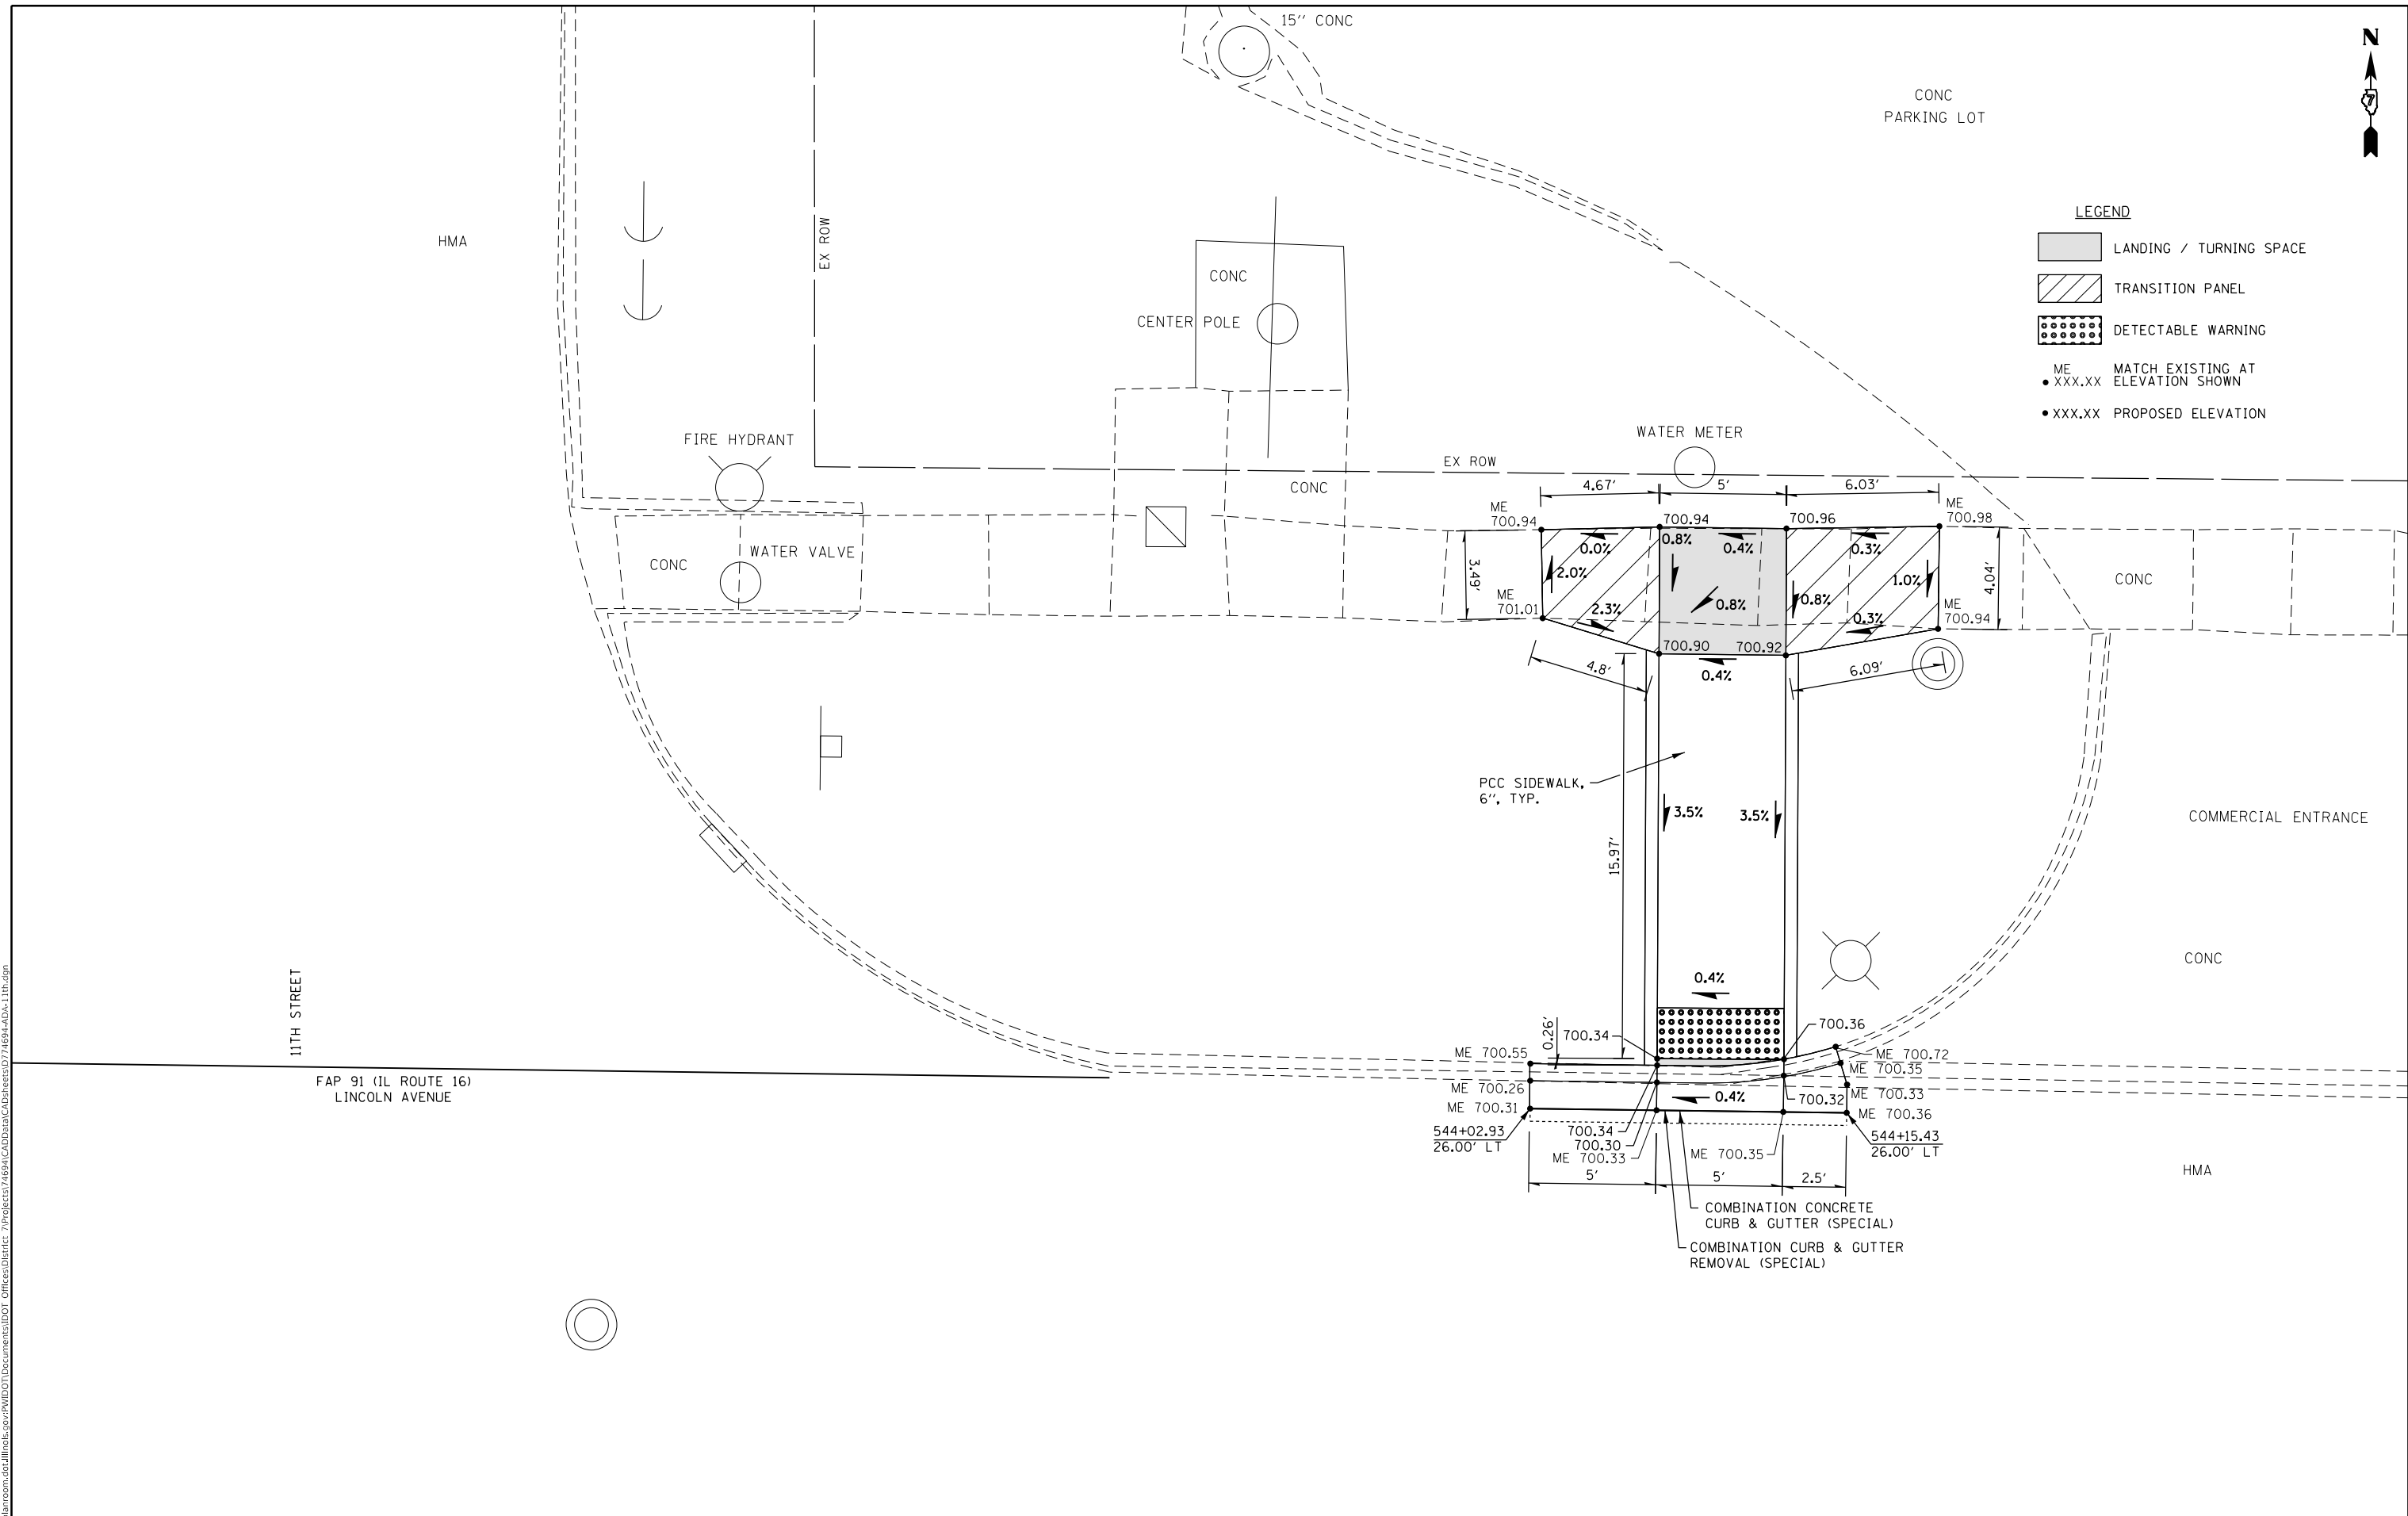 15" CONC
N
7
CONC
PARKING LOT
LEGEND
LANDING / TURNING SPACE
TRANSITION PANEL
DETECTABLE WARNING
ME
XXX.XX
MATCH EXISTING AT
ELEVATION SHOWN
XXX.XX PROPOSED ELEVATION
HMA
EX ROW
CONC
CENTER POLE
FIRE HYDRANT
WATER METER
EX ROW
CONC
4.67'
5'
6.03'
ME
700.94
700.94
700.96
ME
700.98
CONC
WATER VALVE
0.0%
0.8%
0.4%
0.3%
3.49'
2.0%
1.0%
4.04'
CONC
ME
701.01
2.3%
0.8%
0.8%
0.3%
ME
700.94
700.90
700.92
4.8'
0.4%
6.09'
PCC SIDEWALK,
6", TYP.
3.5%
3.5%
15.97'
COMMERCIAL ENTRANCE
CONC
0.4%
11TH STREET
0.26'
700.34
700.36
ME 700.55
ME 700.72
ME 700.35
FAP 91 (IL ROUTE 16)
LINCOLN AVENUE
ME 700.26
0.4%
700.32
ME 700.33
ME 700.31
ME 700.36
544+02.93
26.00' LT
700.34
700.30
ME 700.33
ME 700.35
544+15.43
26.00' LT
5'
5'
2.5'
HMA
COMBINATION CONCRETE
CURB & GUTTER (SPECIAL)
COMBINATION CURB & GUTTER
REMOVAL (SPECIAL)